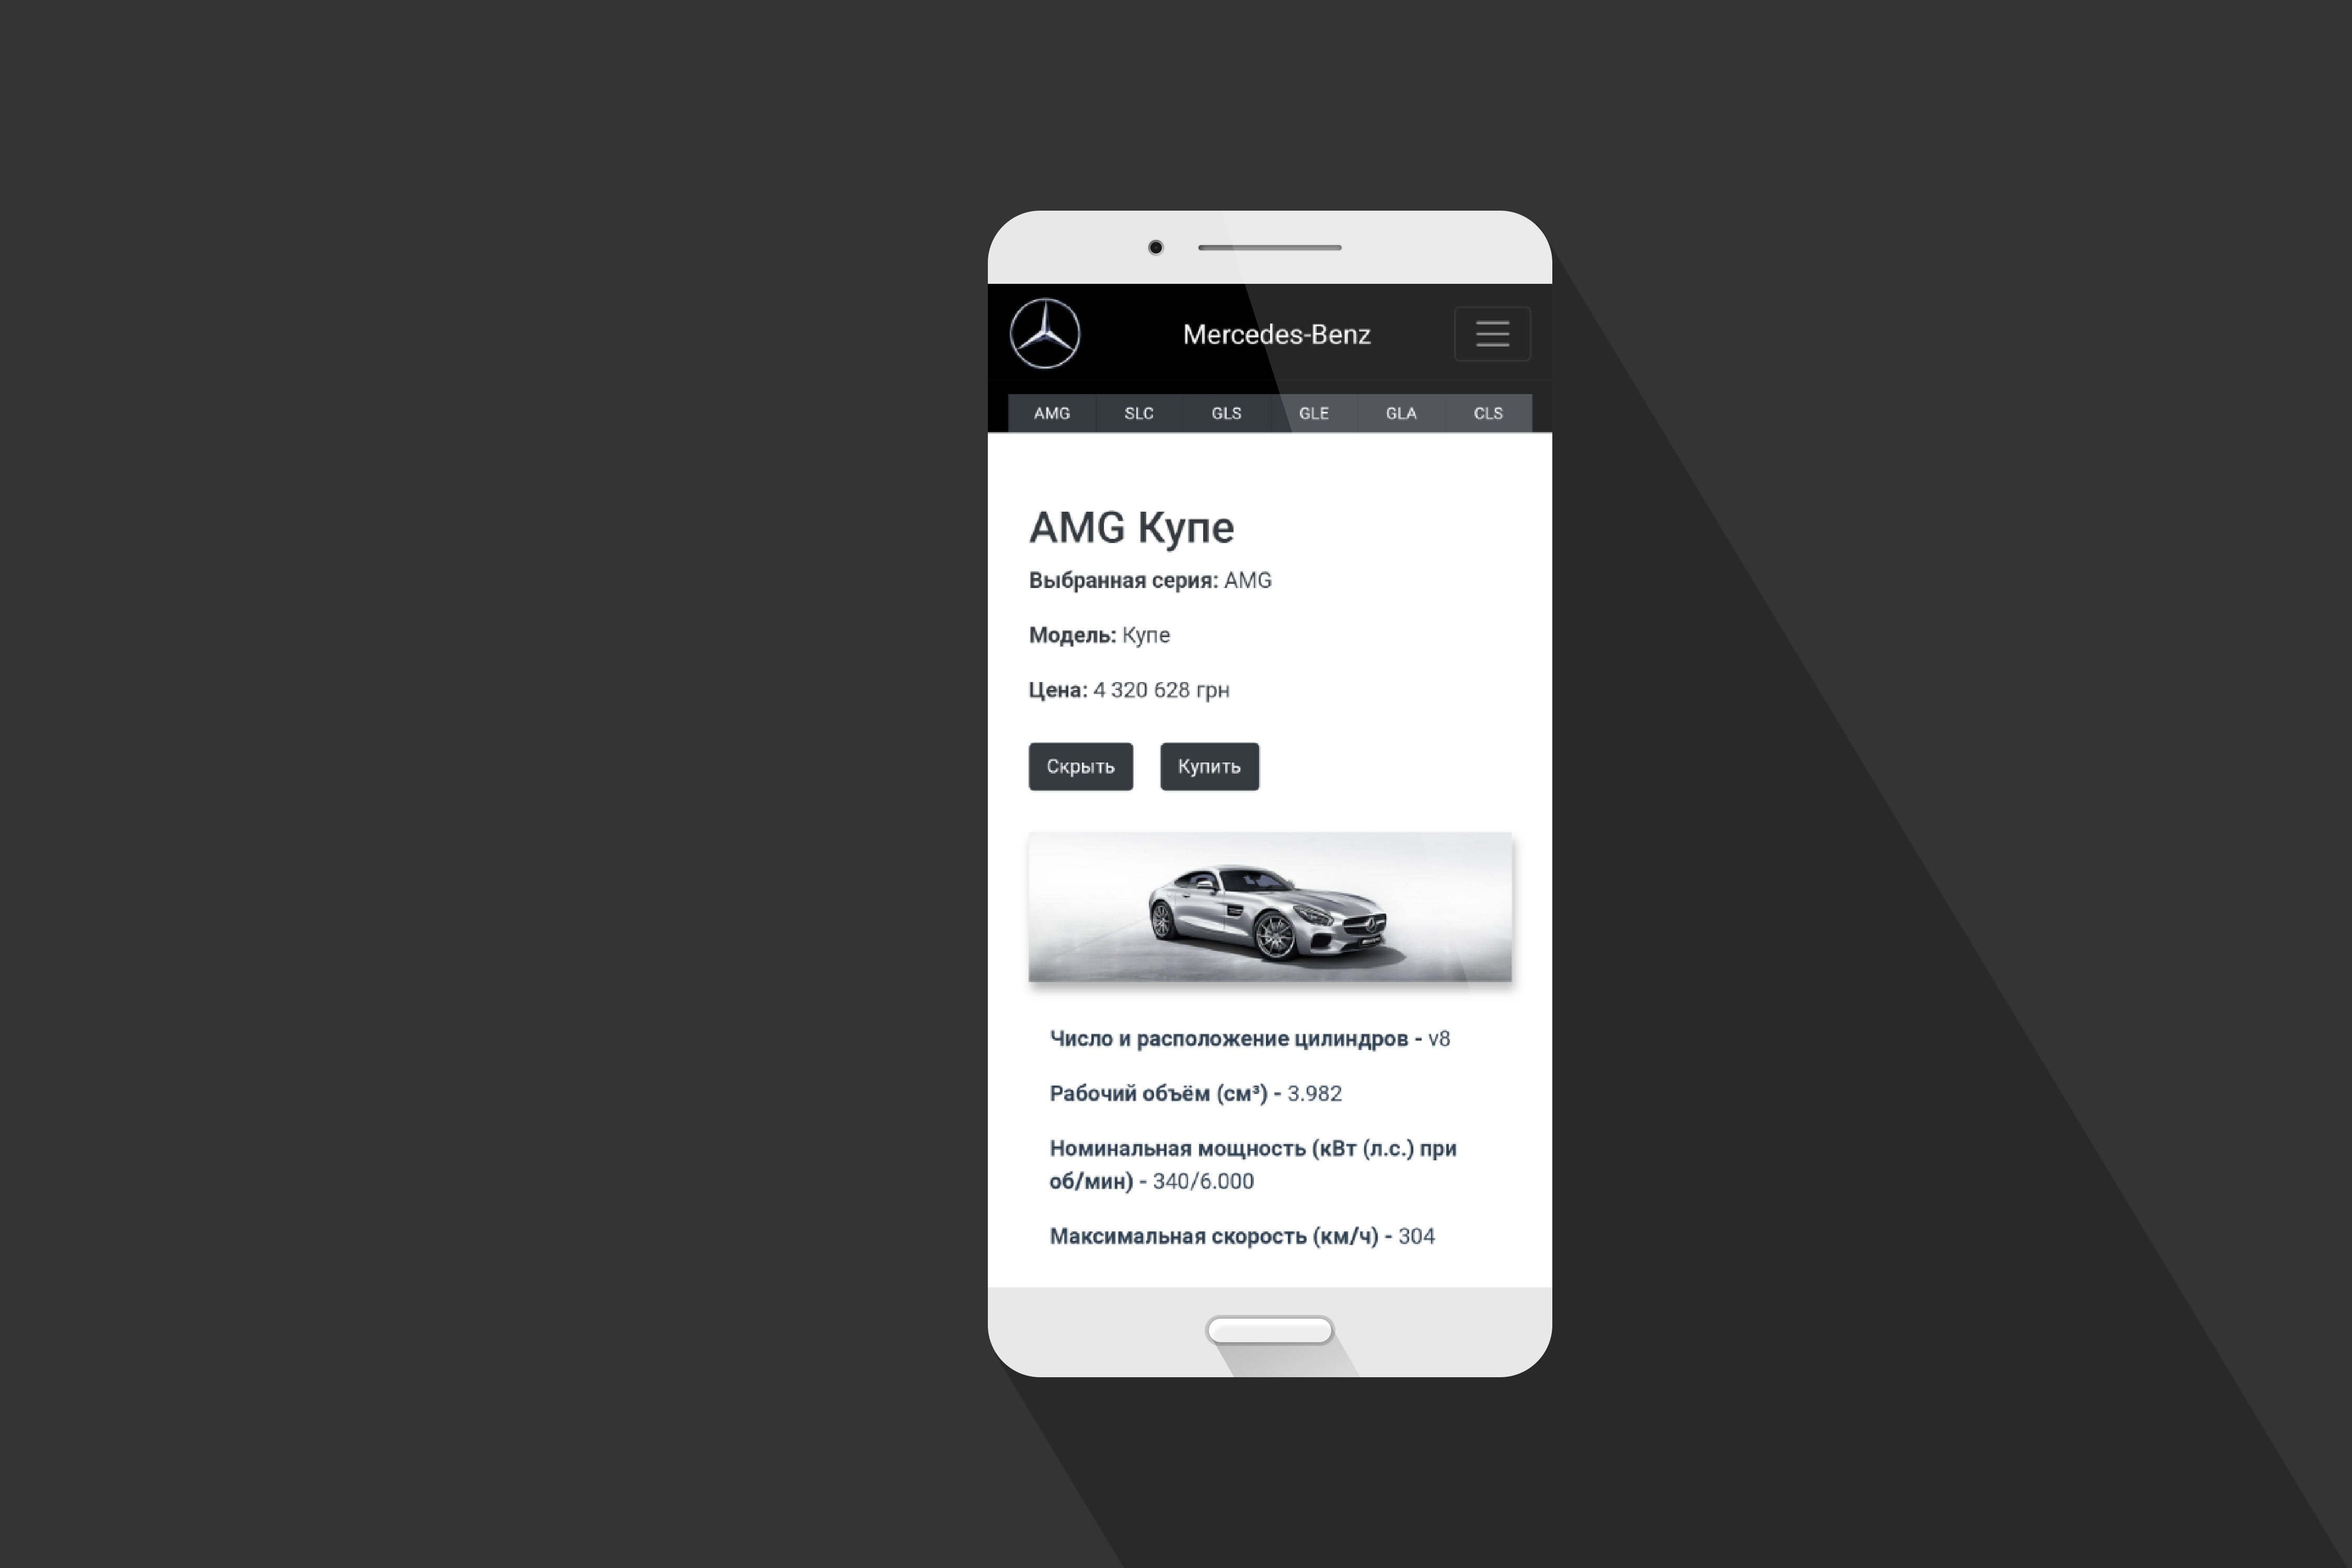 Mercedes-Benz
AMG SLC GLS GLE GLA CLS
AMG Купе
Выбранная серия: AMG
Модель: Купе
Цена: 4 320 628 грн
Скрыть Купить
Число и расположение цилиндров - v8
Рабочий объём (см³) - 3.982
Номинальная мощность (кВт (л.с.) при
об/мин) - 340/6.000
Максимальная скорость (км/ч) - 304